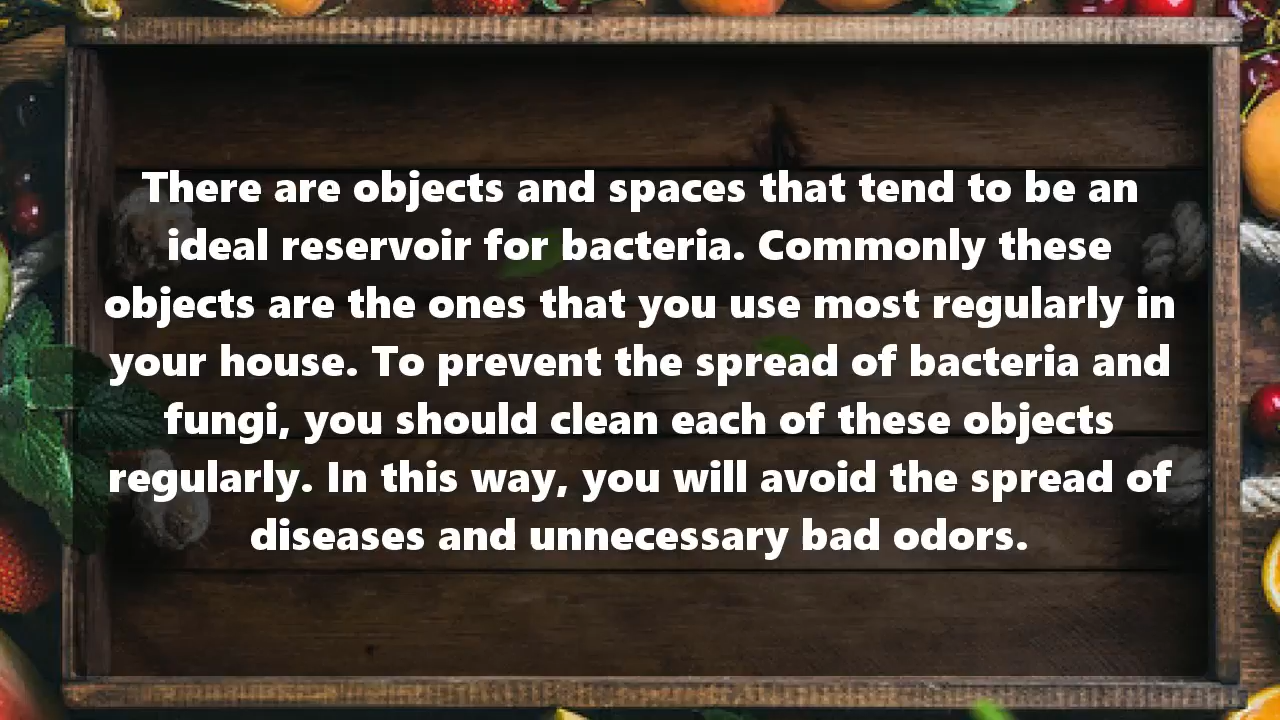 There are objects and spaces that tend to be an
ideal reservoir for bacteria. Commonly these
objects are the ones that you use most regularly in
your house. To prevent the spread of bacteria and
fungi, you should clean each of these objects
regularly. In this way, you will avoid the spread of
diseases and unnecessary bad odors.